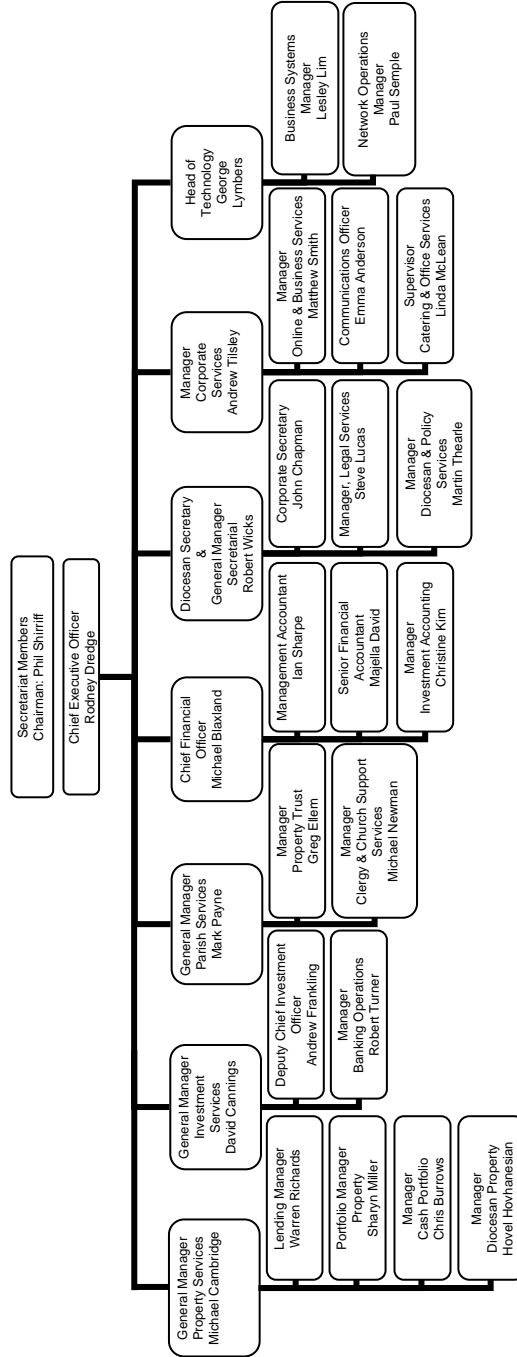 Secretariat Members
Chairman: Phil Shirriff
Chief Executive Officer
Rodney Dredge
General Manager
Property Services
Michael Cambridge
Lending Manager
Warren Richards
Portfolio Manager
Property
Sharyn Miller
Manager
Cash Portfolio
Chris Burrows
Manager
Diocesan Property
Hovel Hovhanesian
General Manager
Investment
Services
David Cannings
Deputy Chief Investment
Officer
Andrew Frankling
Manager
Banking Operations
Robert Turner
General Manager
Parish Services
Mark Payne
Manager
Property Trust
Greg Ellem
Manager
Clergy & Church Support
Services
Michael Newman
Chief Financial
Officer
Michael Blaxland
Management Accountant
Ian Sharpe
Senior Financial
Accountant
Majella David
Manager
Investment Accounting
Christine Kim
Diocesan Secretary
&
General Manager
Secretarial
Robert Wicks
Corporate Secretary
John Chapman
Manager, Legal Services
Steve Lucas
Manager
Diocesan & Policy
Services
Martin Thearle
Manager
Corporate
Services
Andrew Tilsley
Manager
Online & Business Services
Matthew Smith
Communications Officer
Emma Anderson
Supervisor
Catering & Office Services
Linda McLean
Head of
Technology
George
Lymbers
Business Systems
Manager
Lesley Lim
Network Operations
Manager
Paul Semple